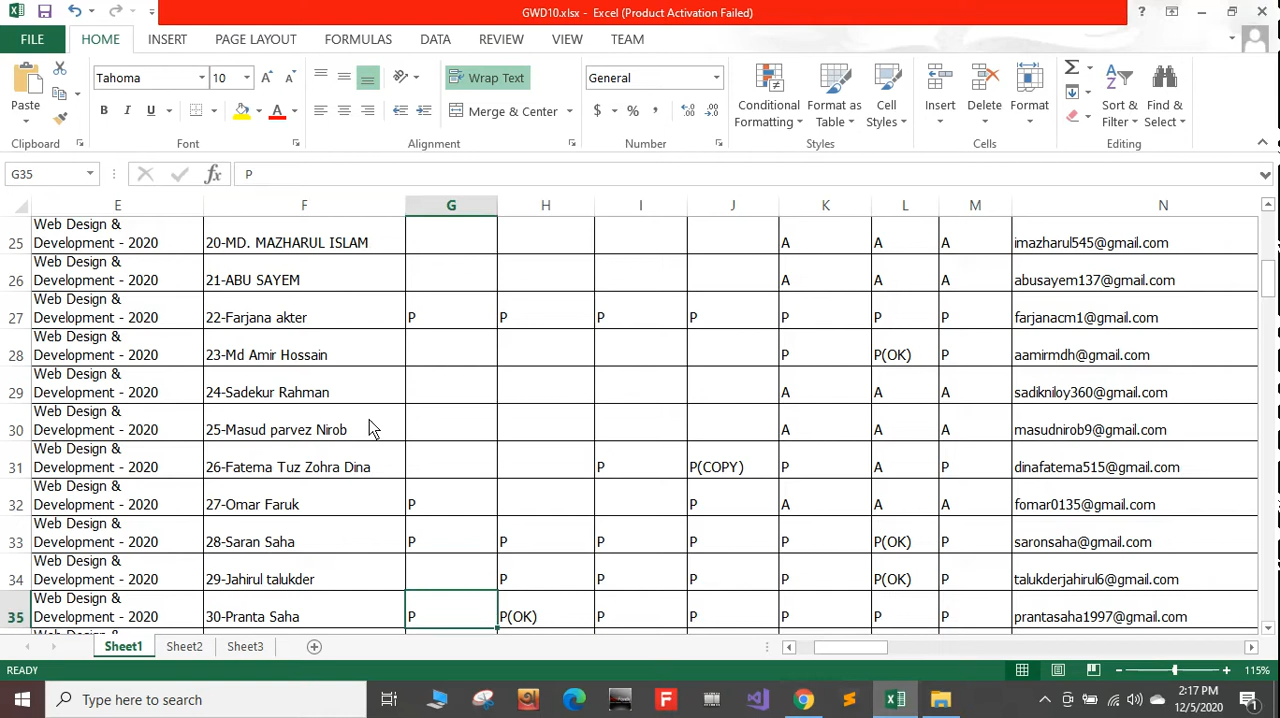 GWD10.xlsx - Excel (Product Activation Failed)
FILE HOME INSERT PAGE LAYOUT FORMULAS DATA REVIEW VIEW TEAM
Tahoma 10 Wrap Text General
Paste B I U Merge & Center $ % Conditional Formatting Format as Table Cell Styles Insert Delete Format Sort & Filter Find & Select
Clipboard Font Alignment Number Styles Cells Editing
G35 fx P
E F G H I J K L M N
25 Web Design & Development - 2020 20-MD. MAZHARUL ISLAM A A A imazharul545@gmail.com
26 Web Design & Development - 2020 21-ABU SAYEM A A A abusayem137@gmail.com
27 Web Design & Development - 2020 22-Farjana akter P P P P P P P farjanacm1@gmail.com
28 Web Design & Development - 2020 23-Md Amir Hossain P P(OK) P aamirmdh@gmail.com
29 Web Design & Development - 2020 24-Sadekur Rahman A A A sadikniloy360@gmail.com
30 Web Design & Development - 2020 25-Masud parvez Nirob A A A masudnirob9@gmail.com
31 Web Design & Development - 2020 26-Fatema Tuz Zohra Dina P P(COPY) P A P dinafatema515@gmail.com
32 Web Design & Development - 2020 27-Omar Faruk P P A A A fomar0135@gmail.com
33 Web Design & Development - 2020 28-Saran Saha P P P P P P(OK) P saronsaha@gmail.com
34 Web Design & Development - 2020 29-Jahirul talukder P P P P P(OK) P talukderjahirul6@gmail.com
35 Web Design & Development - 2020 30-Pranta Saha P P(OK) P P P P P prantasaha1997@gmail.com
Sheet1 Sheet2 Sheet3
READY 115%
Type here to search 2:17 PM
12/5/2020